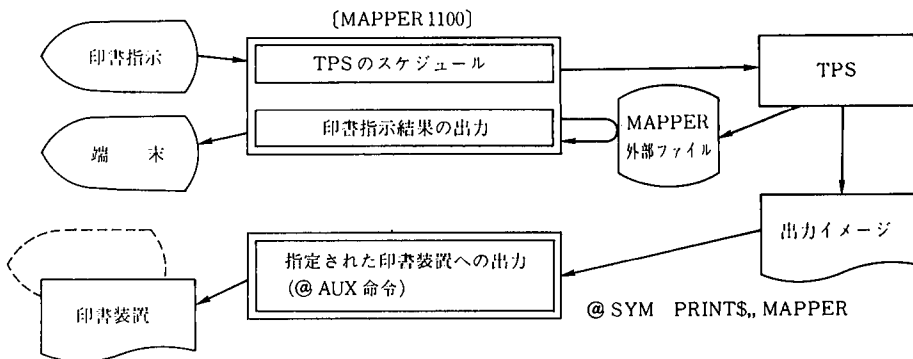 〔MAPPER 1100〕
印書指示
TPSのスケジュール
TPS
印書指示結果の出力
MAPPER
外部ファイル
端　末
出力イメージ
指定された印書装置への出力
(@ AUX 命令)
印書装置
@ SYM　PRINT$,, MAPPER